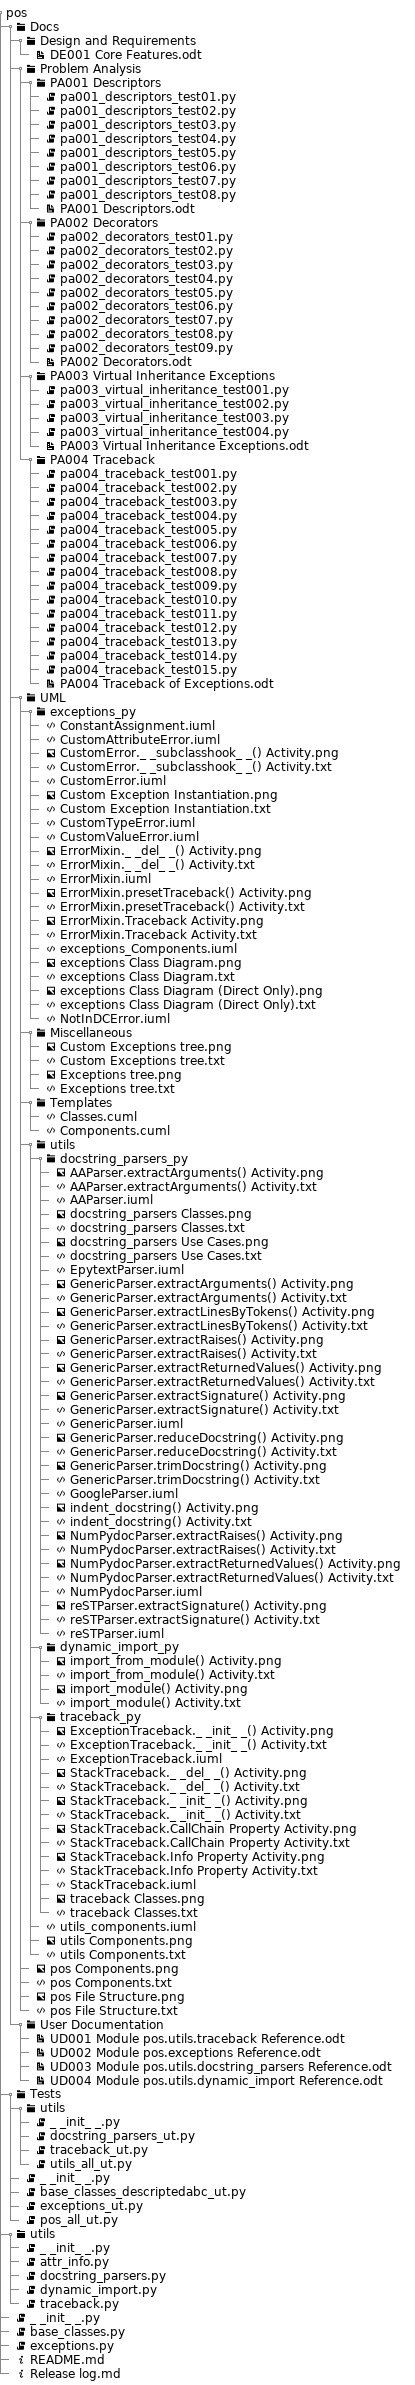 pos
Docs
Design and Requirements
DE001 Core Features.odt
Problem Analysis
PA001 Descriptors
pa001_descriptors_test01.py
pa001_descriptors_test02.py
pa001_descriptors_test03.py
pa001_descriptors_test04.py
pa001_descriptors_test05.py
pa001_descriptors_test06.py
pa001_descriptors_test07.py
pa001_descriptors_test08.py
PA001 Descriptors.odt
PA002 Decorators
pa002_decorators_test01.py
pa002_decorators_test02.py
pa002_decorators_test03.py
pa002_decorators_test04.py
pa002_decorators_test05.py
pa002_decorators_test06.py
pa002_decorators_test07.py
pa002_decorators_test08.py
pa002_decorators_test09.py
PA002 Decorators.odt
PA003 Virtual Inheritance Exceptions
pa003_virtual_inheritance_test001.py
pa003_virtual_inheritance_test002.py
pa003_virtual_inheritance_test003.py
pa003_virtual_inheritance_test004.py
PA003 Virtual Inheritance Exceptions.odt
PA004 Traceback
pa004_traceback_test001.py
pa004_traceback_test002.py
pa004_traceback_test003.py
pa004_traceback_test004.py
pa004_traceback_test005.py
pa004_traceback_test006.py
pa004_traceback_test007.py
pa004_traceback_test008.py
pa004_traceback_test009.py
pa004_traceback_test010.py
pa004_traceback_test011.py
pa004_traceback_test012.py
pa004_traceback_test013.py
pa004_traceback_test014.py
pa004_traceback_test015.py
PA004 Traceback of Exceptions.odt
UML
exceptions_py
ConstantAssignment.iuml
CustomAttributeError.iuml
CustomError._ _subclasshook_ _() Activity.png
CustomError._ _subclasshook_ _() Activity.txt
CustomError.iuml
Custom Exception Instantiation.png
Custom Exception Instantiation.txt
CustomTypeError.iuml
CustomValueError.iuml
ErrorMixin._ _del_ _() Activity.png
ErrorMixin._ _del_ _() Activity.txt
ErrorMixin.iuml
ErrorMixin.presetTraceback() Activity.png
ErrorMixin.presetTraceback() Activity.txt
ErrorMixin.Traceback Activity.png
ErrorMixin.Traceback Activity.txt
exceptions_Components.iuml
exceptions Class Diagram.png
exceptions Class Diagram.txt
exceptions Class Diagram (Direct Only).png
exceptions Class Diagram (Direct Only).txt
NotInDCError.iuml
Miscellaneous
Custom Exceptions tree.png
Custom Exceptions tree.txt
Exceptions tree.png
Exceptions tree.txt
Templates
Classes.cuml
Components.cuml
utils
docstring_parsers_py
AAParser.extractArguments() Activity.png
AAParser.extractArguments() Activity.txt
AAParser.iuml
docstring_parsers Classes.png
docstring_parsers Classes.txt
docstring_parsers Use Cases.png
docstring_parsers Use Cases.txt
EpytextParser.iuml
GenericParser.extractArguments() Activity.png
GenericParser.extractArguments() Activity.txt
GenericParser.extractLinesByTokens() Activity.png
GenericParser.extractLinesByTokens() Activity.txt
GenericParser.extractRaises() Activity.png
GenericParser.extractRaises() Activity.txt
GenericParser.extractReturnedValues() Activity.png
GenericParser.extractReturnedValues() Activity.txt
GenericParser.extractSignature() Activity.png
GenericParser.extractSignature() Activity.txt
GenericParser.iuml
GenericParser.reduceDocstring() Activity.png
GenericParser.reduceDocstring() Activity.txt
GenericParser.trimDocstring() Activity.png
GenericParser.trimDocstring() Activity.txt
GoogleParser.iuml
indent_docstring() Activity.png
indent_docstring() Activity.txt
NumPydocParser.extractRaises() Activity.png
NumPydocParser.extractRaises() Activity.txt
NumPydocParser.extractReturnedValues() Activity.png
NumPydocParser.extractReturnedValues() Activity.txt
NumPydocParser.iuml
reSTParser.extractSignature() Activity.png
reSTParser.extractSignature() Activity.txt
reSTParser.iuml
dynamic_import_py
import_from_module() Activity.png
import_from_module() Activity.txt
import_module() Activity.png
import_module() Activity.txt
traceback_py
ExceptionTraceback._ _init_ _() Activity.png
ExceptionTraceback._ _init_ _() Activity.txt
ExceptionTraceback.iuml
StackTraceback._ _del_ _() Activity.png
StackTraceback._ _del_ _() Activity.txt
StackTraceback._ _init_ _() Activity.png
StackTraceback._ _init_ _() Activity.txt
StackTraceback.CallChain Property Activity.png
StackTraceback.CallChain Property Activity.txt
StackTraceback.Info Property Activity.png
StackTraceback.Info Property Activity.txt
StackTraceback.iuml
traceback Classes.png
traceback Classes.txt
utils_components.iuml
utils Components.png
utils Components.txt
pos Components.png
pos Components.txt
pos File Structure.png
pos File Structure.txt
User Documentation
UD001 Module pos.utils.traceback Reference.odt
UD002 Module pos.exceptions Reference.odt
UD003 Module pos.utils.docstring_parsers Reference.odt
UD004 Module pos.utils.dynamic_import Reference.odt
Tests
utils
_ _init_ _.py
docstring_parsers_ut.py
traceback_ut.py
utils_all_ut.py
_ _init_ _.py
base_classes_descriptedabc_ut.py
exceptions_ut.py
pos_all_ut.py
utils
_ _init_ _.py
attr_info.py
docstring_parsers.py
dynamic_import.py
traceback.py
_ _init_ _.py
base_classes.py
exceptions.py
README.md
Release log.md